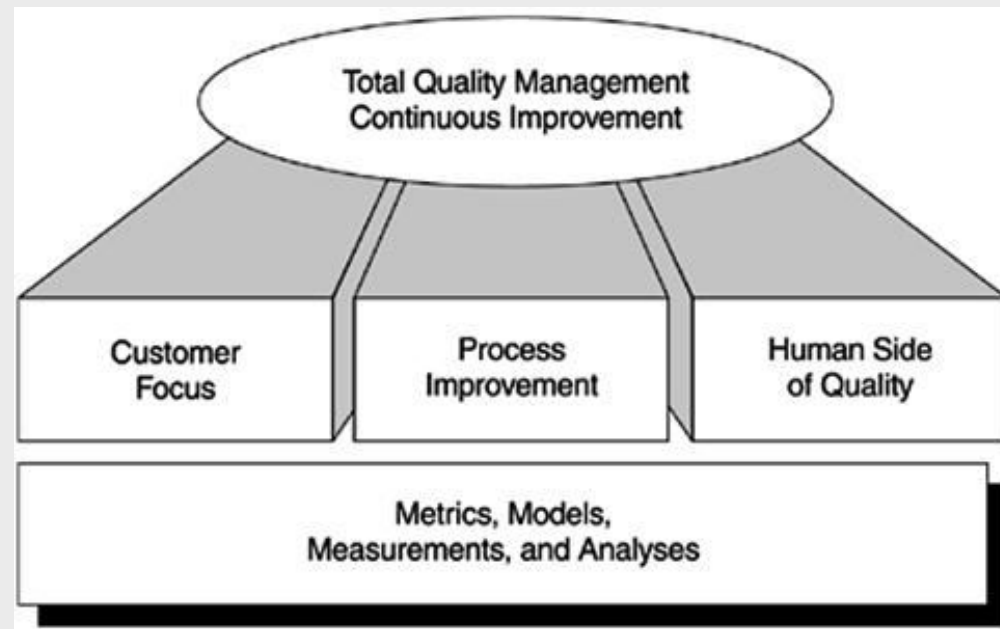 Total Quality Management
Continuous Improvement
Customer
Focus
Process
Improvement
Human Side
of Quality
Metrics, Models,
Measurements, and Analyses